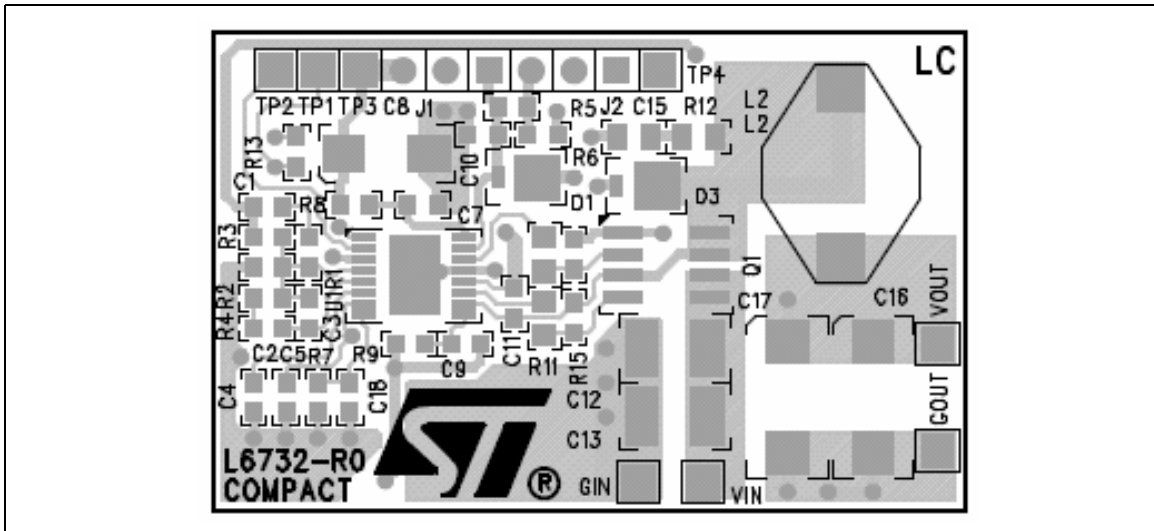 LC
TP4
TP2 TP1 TP3 C8 J1 R5 J2 C15 R12
L2
L2
R13
C10
R6
C1
R8
D1
D3
C7
R3
Q1
R2
U1
R1
R4
C3
C17
C16
VOUT
C2 C5 R7 R9
C9
C11
R11
R15
C4
C18
C12
GOUT
C13
L6732-R0
COMPACT
ST
®
GIN
VIN